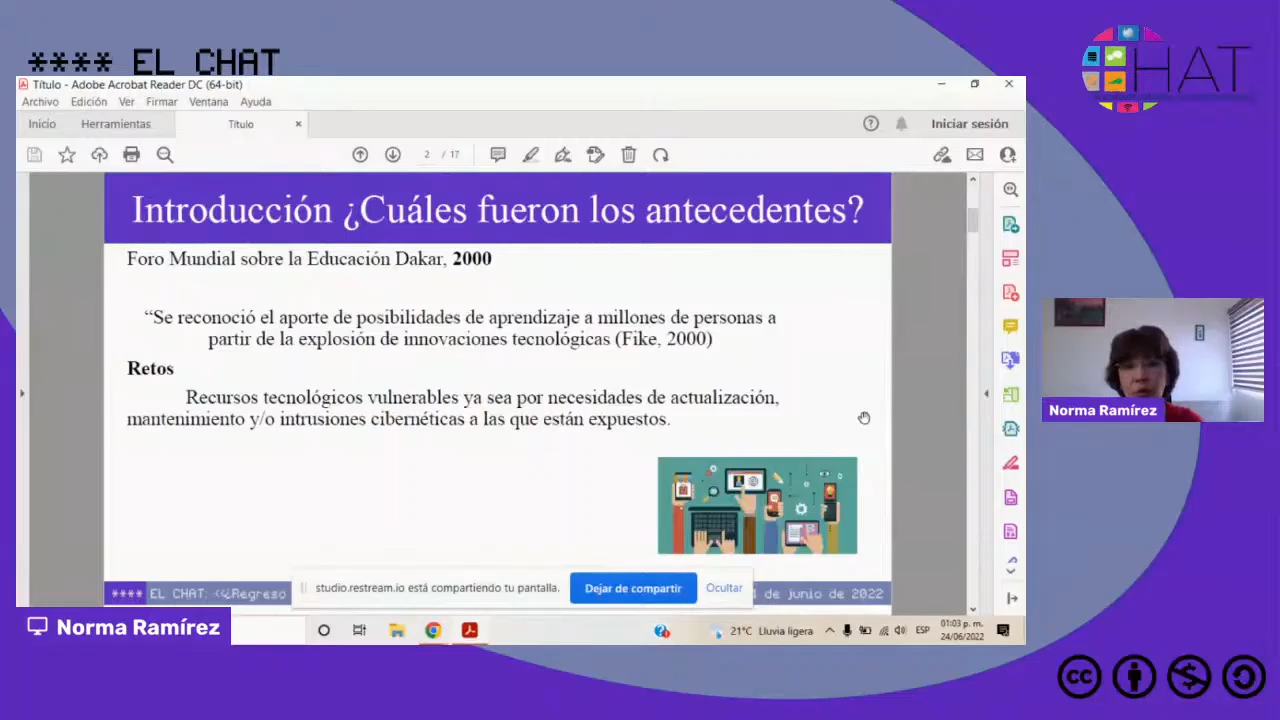 **** EL CHAT
HAT
Título - Adobe Acrobat Reader DC (64-bit)
Archivo Edición Ver Firmar Ventana Ayuda
Inicio Herramientas Título × Iniciar sesión
2 / 17
Introducción ¿Cuáles fueron los antecedentes?
Foro Mundial sobre la Educación Dakar, 2000
“Se reconoció el aporte de posibilidades de aprendizaje a millones de personas a
partir de la explosión de innovaciones tecnológicas (Fike, 2000)
Retos
Recursos tecnológicos vulnerables ya sea por necesidades de actualización,
mantenimiento y/o intrusiones cibernéticas a las que están expuestos.
Norma Ramírez
studio.restream.io está compartiendo tu pantalla. Dejar de compartir Ocultar
**** EL CHAT: <<Regreso
de junio de 2022
Norma Ramírez
21°C Lluvia ligera ESP 01:03 p. m.
24/06/2022
cc